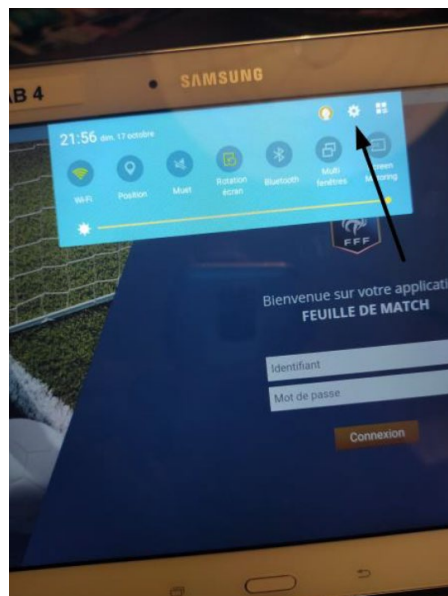 AB 4
SAMSUNG
21:56 dim. 17 octobre
Wi-Fi
Position
Muet
Rotation
écran
Bluetooth
Multi
fenêtres
Screen
Mirroring
FFF
Bienvenue sur votre applicati
FEUILLE DE MATCH
Identifiant
Mot de passe
Connexion